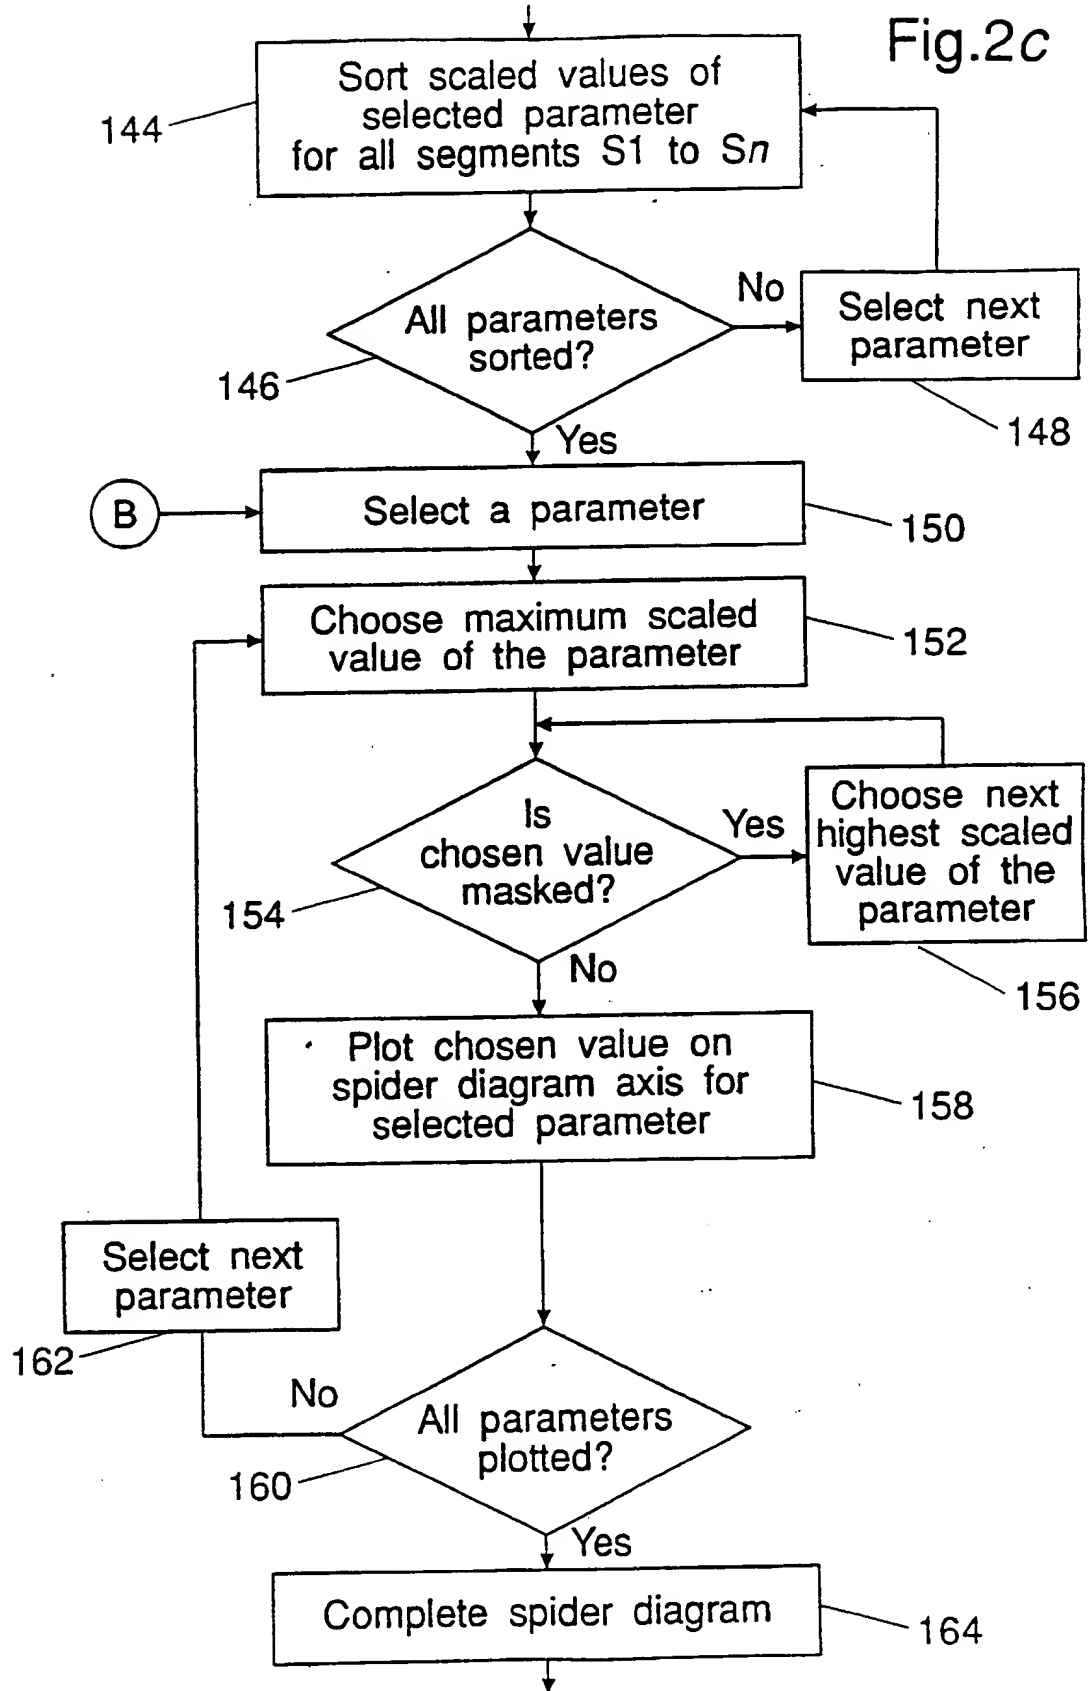 Fig.2c
Sort scaled values of
selected parameter
for all segments S1 to Sn
144
All parameters
sorted?
146
No
Select next
parameter
148
Yes
B
Select a parameter
150
Choose maximum scaled
value of the parameter
152
Is
chosen value
masked?
154
Yes
Choose next
highest scaled
value of the
parameter
156
No
Plot chosen value on
spider diagram axis for
selected parameter
158
Select next
parameter
162
No
All parameters
plotted?
160
Yes
Complete spider diagram
164